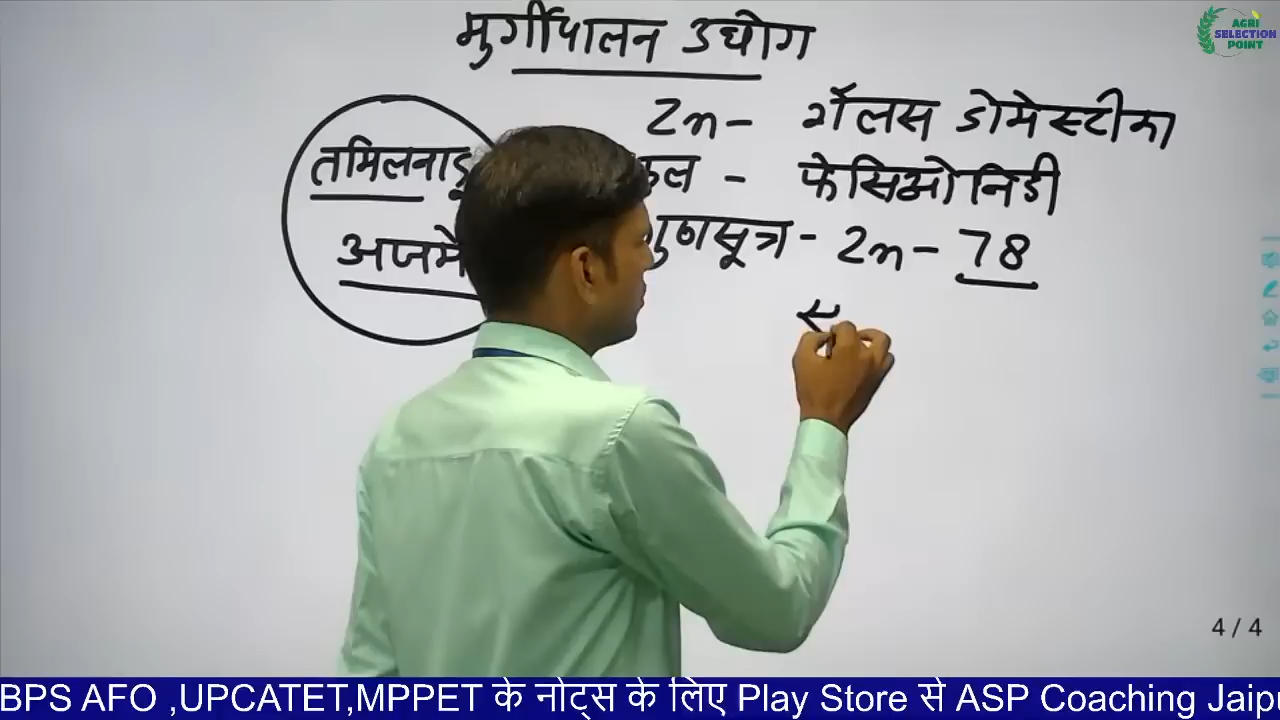 मुर्गीपालन उद्योग
AGRI
SELECTION
POINT
2n - गॅलस डोमेस्टीका
तमिलनाडू
कुल - फेसिओनिडी
गुणसूत्र - 2n - 78
4 / 4
BPS AFO ,UPCATET,MPPET के नोट्स के लिए Play Store से ASP Coaching Jaip